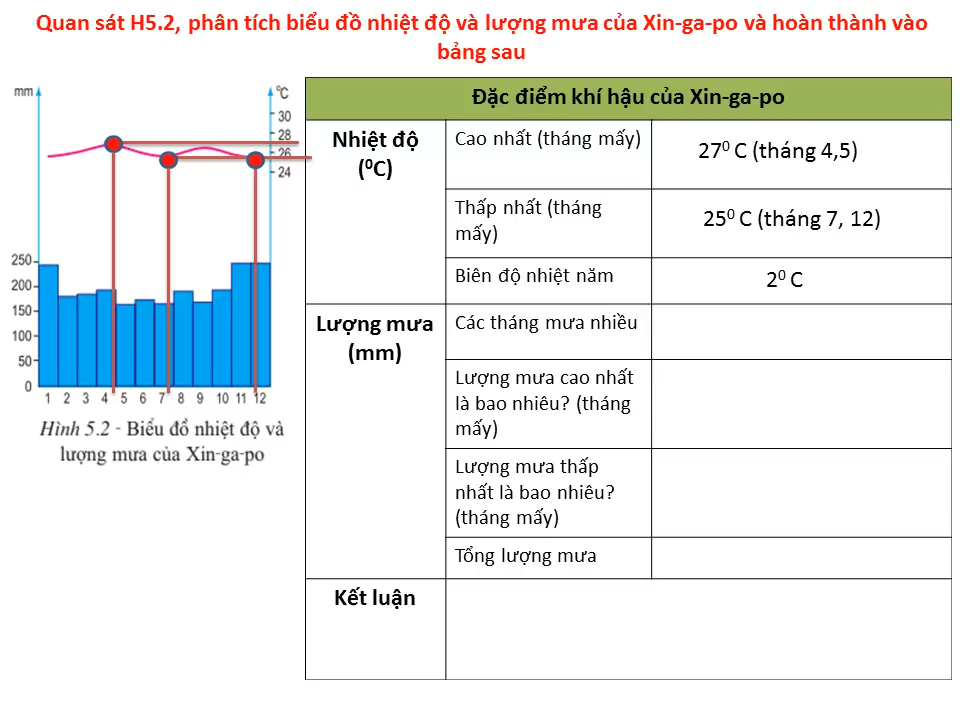 Quan sát H5.2, phân tích biểu đồ nhiệt độ và lượng mưa của Xin-ga-po và hoàn thành vào
bảng sau
mm
⁰C
30
28
26
24
250
200
150
100
50
0
1 2 3 4 5 6 7 8 9 10 11 12
Hình 5.2 - Biểu đồ nhiệt độ và
lượng mưa của Xin-ga-po
Đặc điểm khí hậu của Xin-ga-po
Nhiệt độ
(⁰C)
Cao nhất (tháng mấy)
27⁰ C (tháng 4,5)
Thấp nhất (tháng
mấy)
25⁰ C (tháng 7, 12)
Biên độ nhiệt năm
2⁰ C
Lượng mưa
(mm)
Các tháng mưa nhiều
Lượng mưa cao nhất
là bao nhiêu? (tháng
mấy)
Lượng mưa thấp
nhất là bao nhiêu?
(tháng mấy)
Tổng lượng mưa
Kết luận